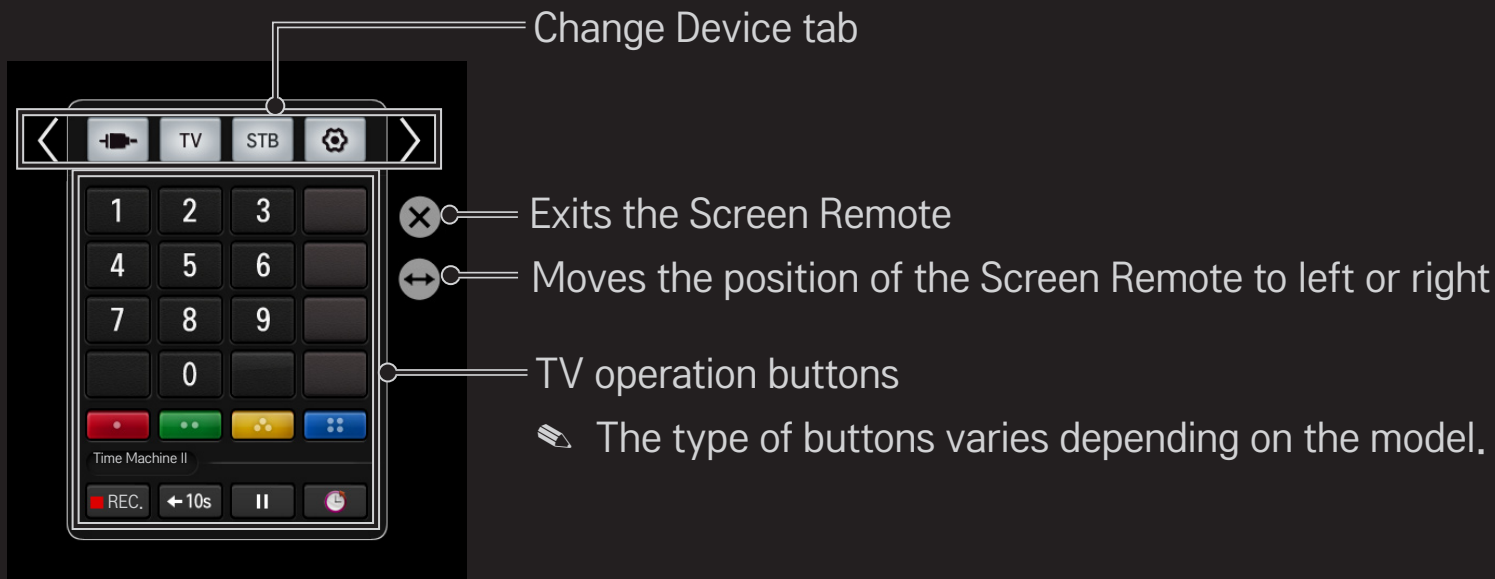 Change Device tab
TV STB
1 2 3
Exits the Screen Remote
4 5 6
Moves the position of the Screen Remote to left or right
7 8 9
0
TV operation buttons
✎ The type of buttons varies depending on the model.
Time Machine II
REC. ←10s